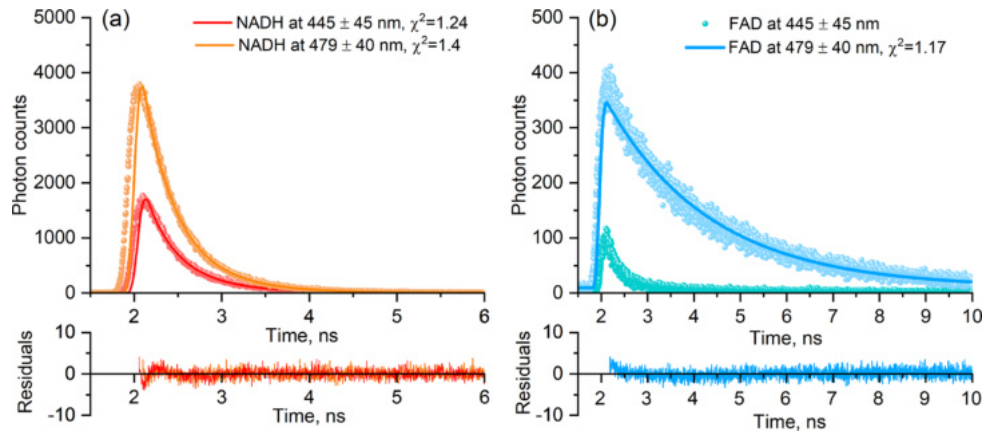 (a)
NADH at 445 ± 45 nm, χ²=1.24
NADH at 479 ± 40 nm, χ²=1.4
Photon counts
5000
4000
3000
2000
1000
0
2 3 4 5 6
Time, ns
Residuals
10
0
-10
2 3 4 5 6
Time, ns
(b)
FAD at 445 ± 45 nm
FAD at 479 ± 40 nm, χ²=1.17
Photon counts
500
400
300
200
100
0
2 3 4 5 6 7 8 9 10
Time, ns
Residuals
10
0
-10
2 3 4 5 6 7 8 9 10
Time, ns